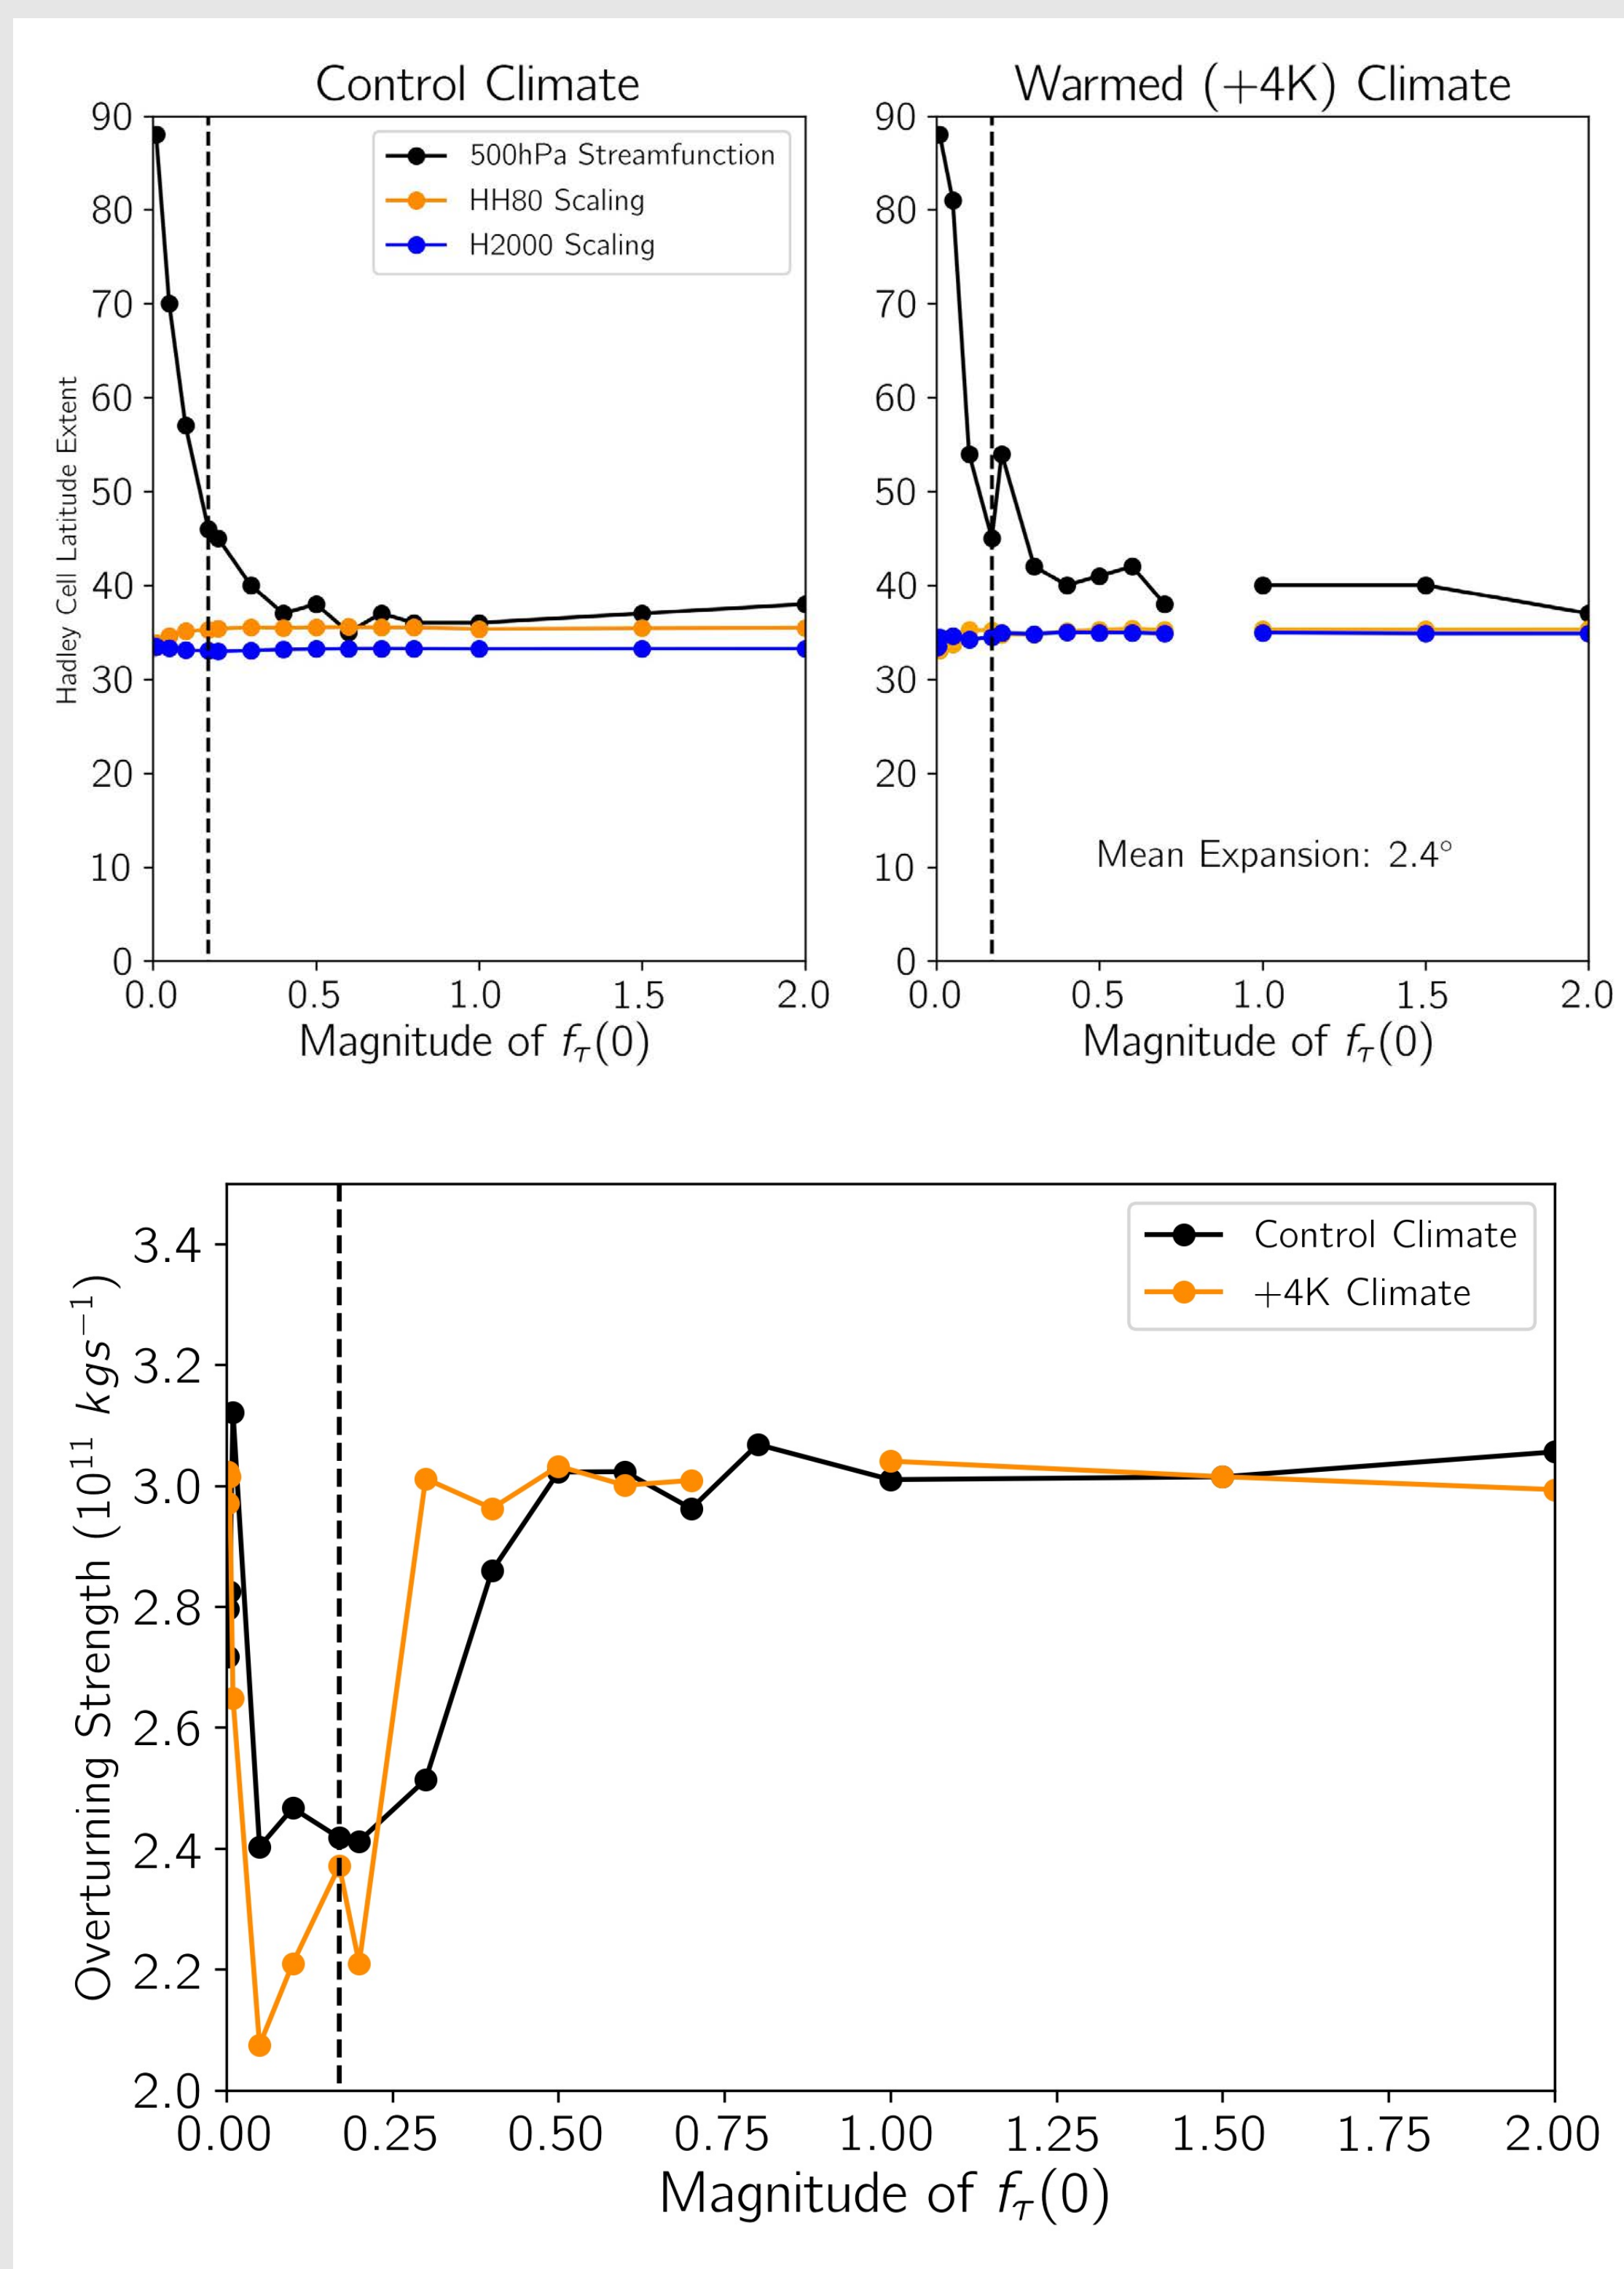 Control Climate
Warmed (+4K) Climate
90
80
70
60
50
40
30
20
10
0
Hadley Cell Latitude Extent
500hPa Streamfunction
HH80 Scaling
H2000 Scaling
0.0 0.5 1.0 1.5 2.0
Magnitude of fτ(0)
90
80
70
60
50
40
30
20
10
0
Mean Expansion: 2.4°
0.0 0.5 1.0 1.5 2.0
Magnitude of fτ(0)
Overturning Strength (10¹¹ kgs⁻¹)
3.4
3.2
3.0
2.8
2.6
2.4
2.2
2.0
Control Climate
+4K Climate
0.00 0.25 0.50 0.75 1.00 1.25 1.50 1.75 2.00
Magnitude of fτ(0)